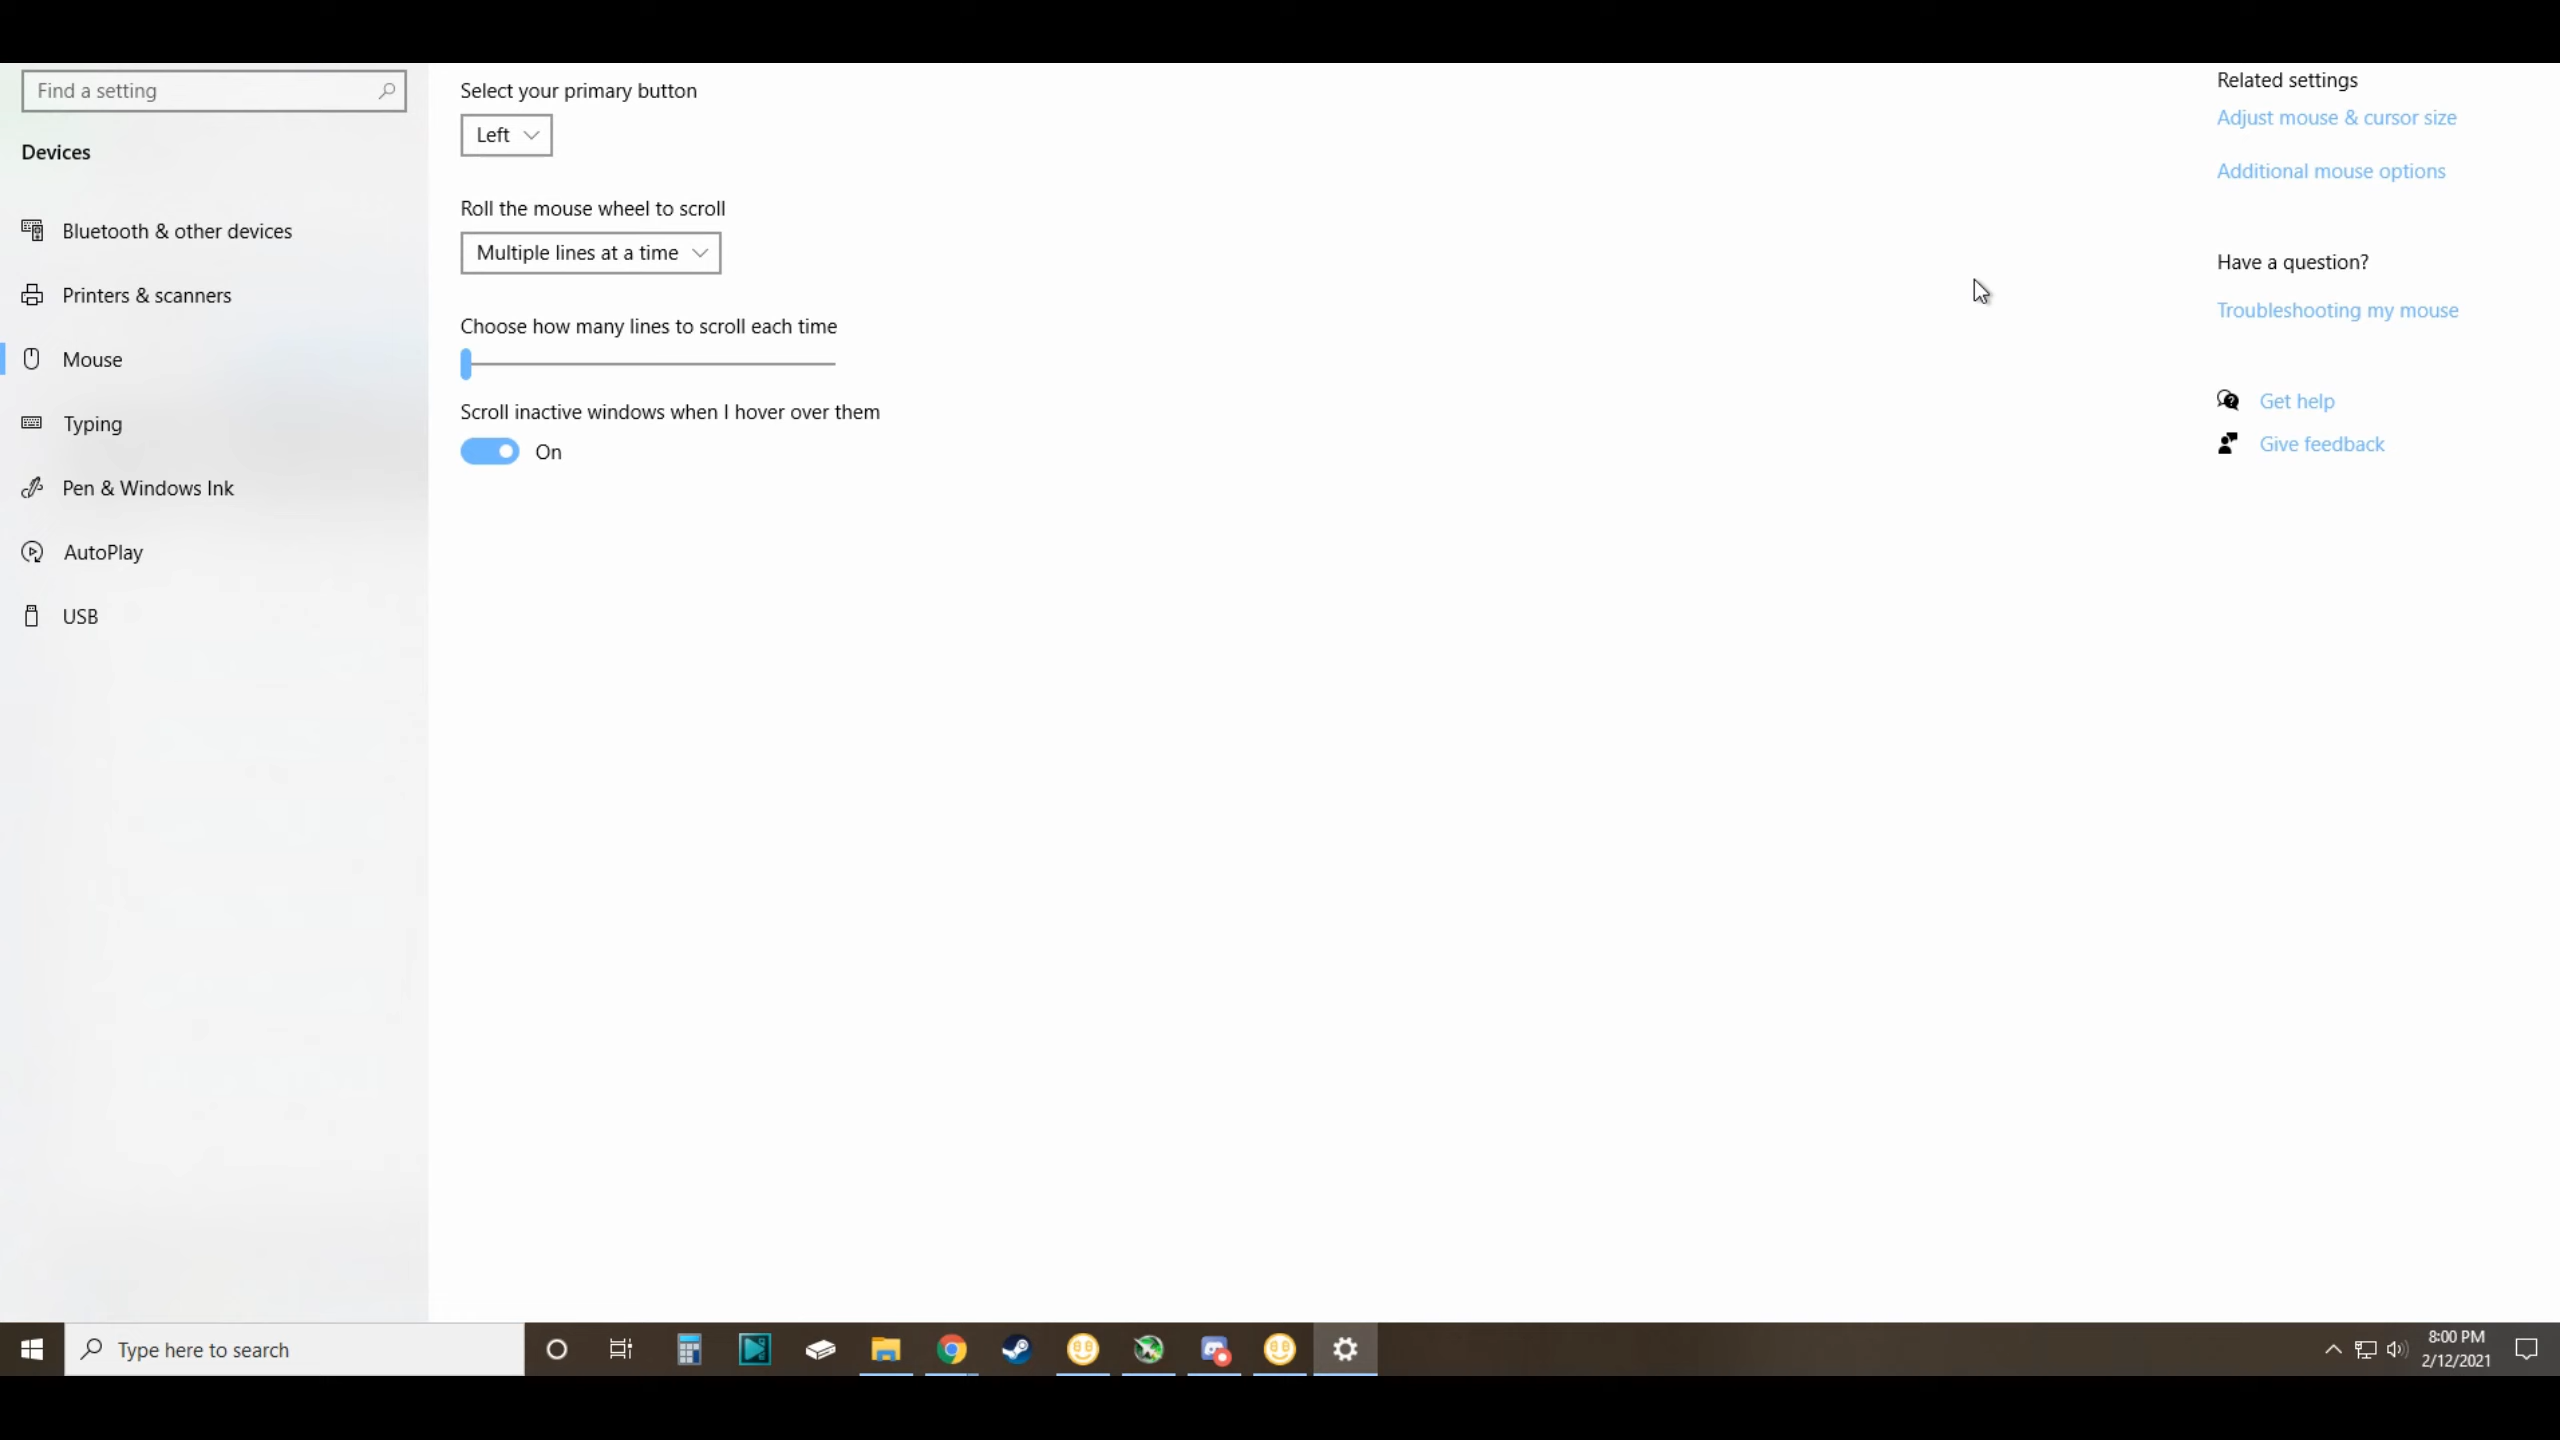 Find a setting
Devices
Bluetooth & other devices
Printers & scanners
Mouse
Typing
Pen & Windows Ink
AutoPlay
USB
Select your primary button
Left
Roll the mouse wheel to scroll
Multiple lines at a time
Choose how many lines to scroll each time
Scroll inactive windows when I hover over them
On
Related settings
Adjust mouse & cursor size
Additional mouse options
Have a question?
Troubleshooting my mouse
Get help
Give feedback
Type here to search
8:00 PM
2/12/2021